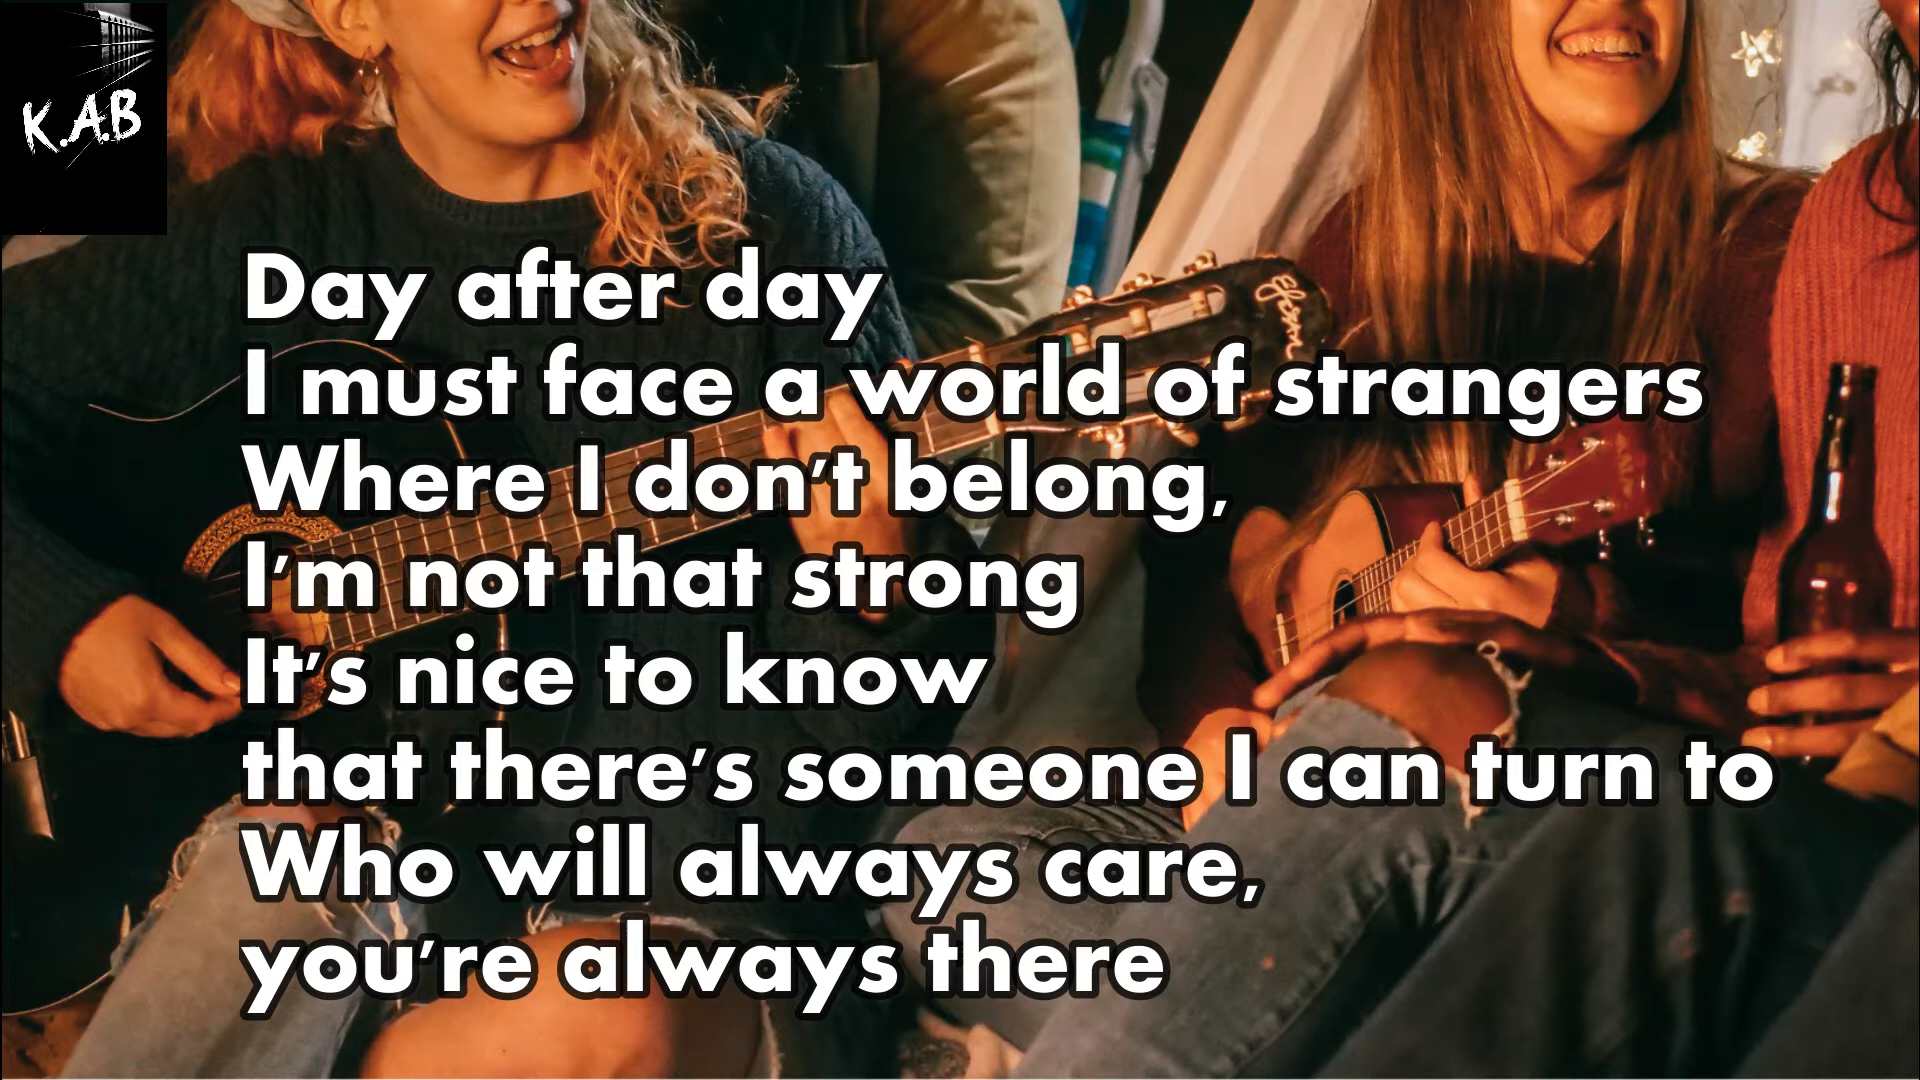 K.A.B
Day after day
I must face a world of strangers
Where I don't belong,
I'm not that strong
It's nice to know
that there's someone I can turn to
Who will always care,
you're always there